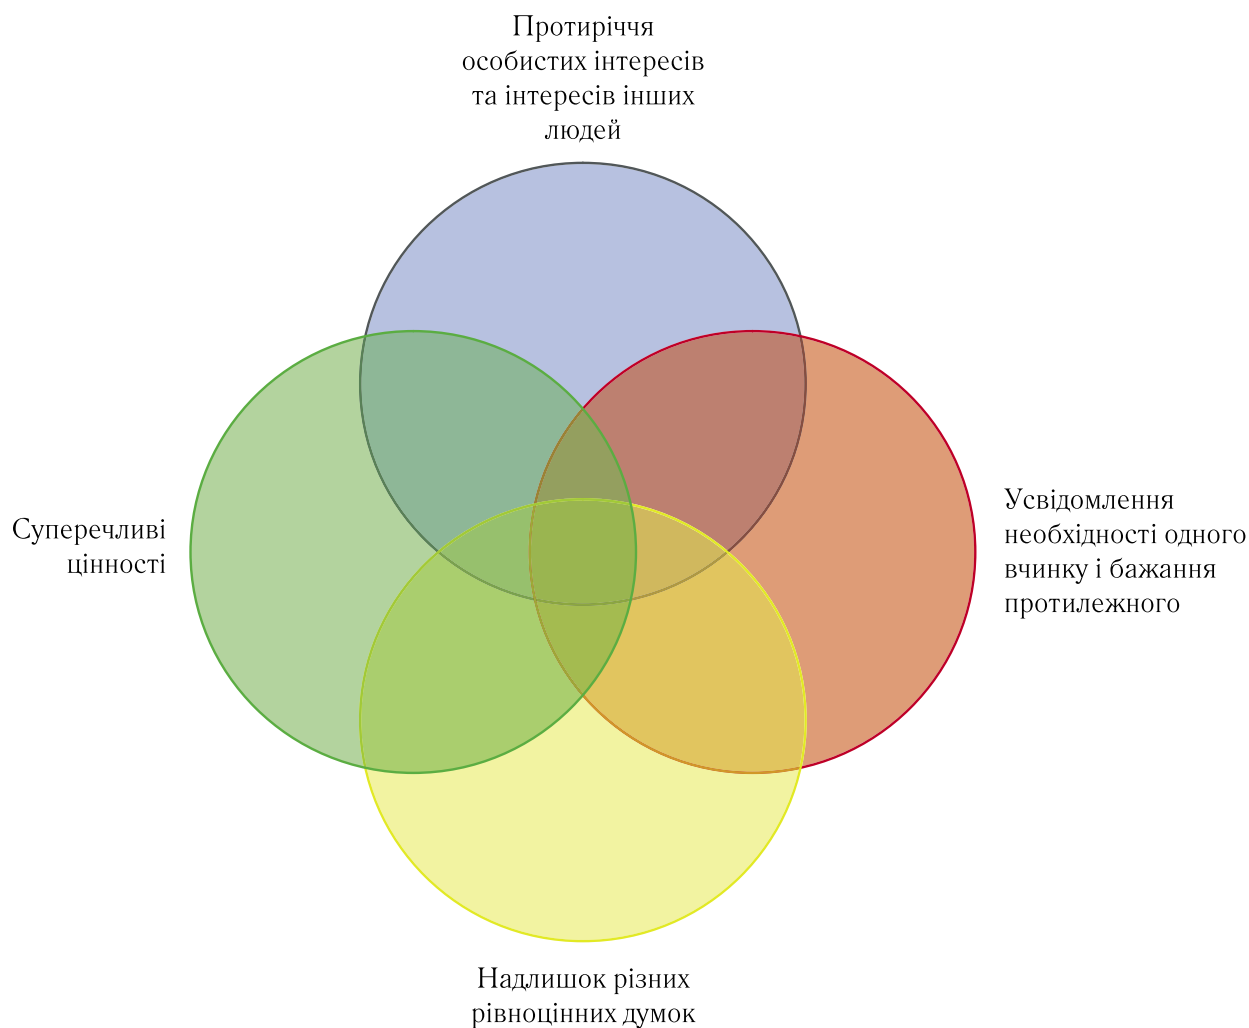 Протиріччя
особистих інтересів
та інтересів інших
людей
Суперечливі
цінності
Усвідомлення
необхідності одного
вчинку і бажання
протилежного
Надлишок різних
рівноцінних думок